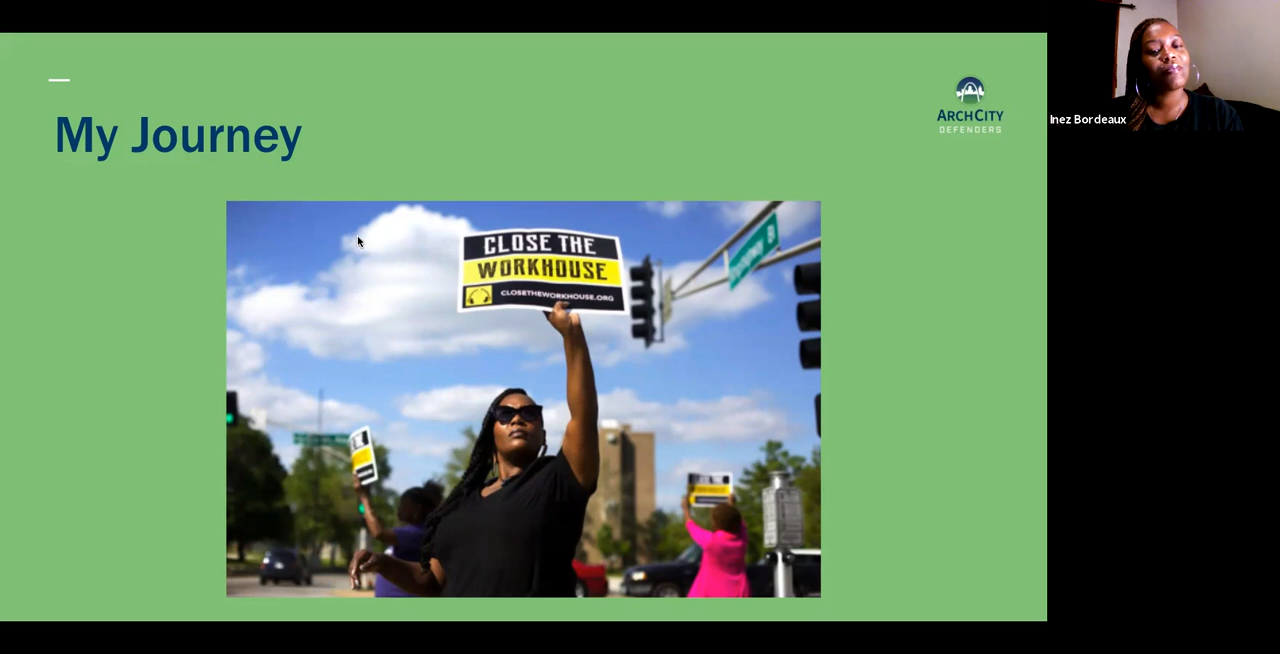 My Journey
ARCHCITY
DEFENDERS
Inez Bordeaux
CLOSE THE
WORKHOUSE
CLOSETHEWORKHOUSE.ORG